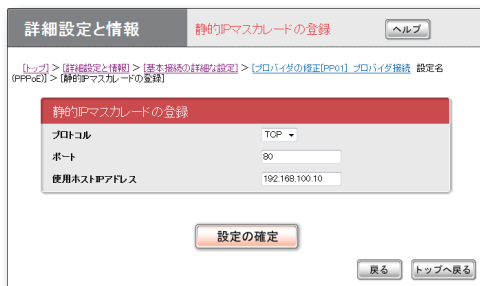 詳細設定と情報
静的IPマスカレードの登録
ヘルプ
[トップ] > [詳細設定と情報] > [基本接続の詳細な設定] > [プロバイダの修正[PP01] プロバイダ接続 設定名
(PPPoE)] > [静的IPマスカレードの登録]
静的IPマスカレードの登録
プロトコル TCP
ポート 80
使用ホストIPアドレス 192.168.100.10
設定の確定
戻る トップへ戻る